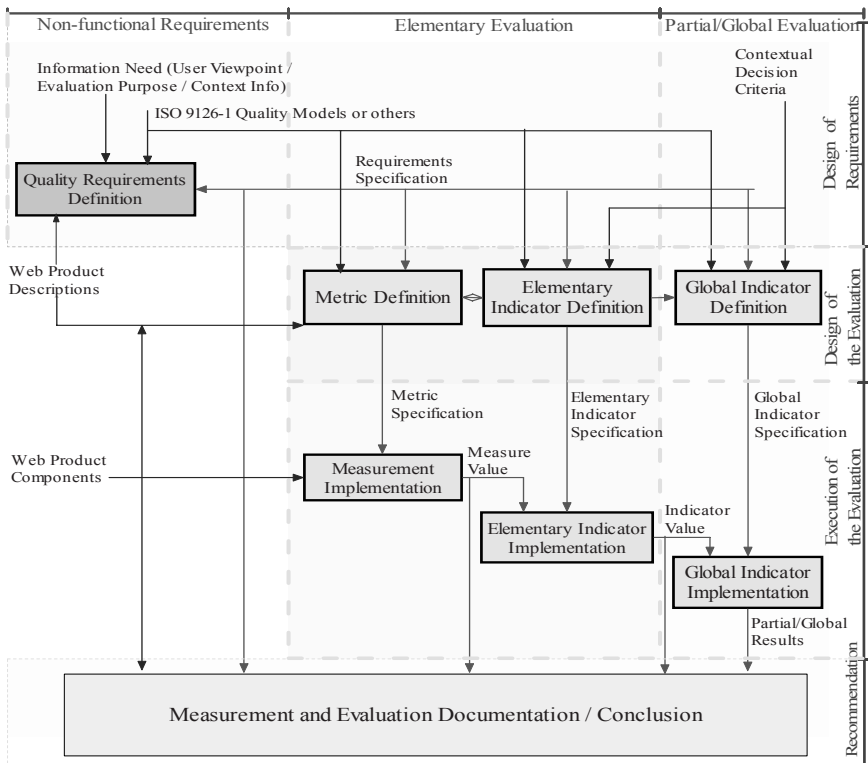 Non-functional Requirements
Elementary Evaluation
Partial/Global Evaluation
Information Need (User Viewpoint /
Evaluation Purpose / Context Info)
ISO 9126-1 Quality Models or others
Contextual
Decision
Criteria
Design of
Requirements
Quality Requirements
Definition
Requirements
Specification
Web Product
Descriptions
Metric Definition
Elementary
Indicator Definition
Global Indicator
Definition
Design of
the Evaluation
Metric
Specification
Elementary
Indicator
Specification
Global
Indicator
Specification
Web Product
Components
Measurement
Implementation
Measure
Value
Elementary Indicator
Implementation
Indicator
Value
Global Indicator
Implementation
Execution of
the Evaluation
Partial/Global
Results
Measurement and Evaluation Documentation / Conclusion
Recommendation